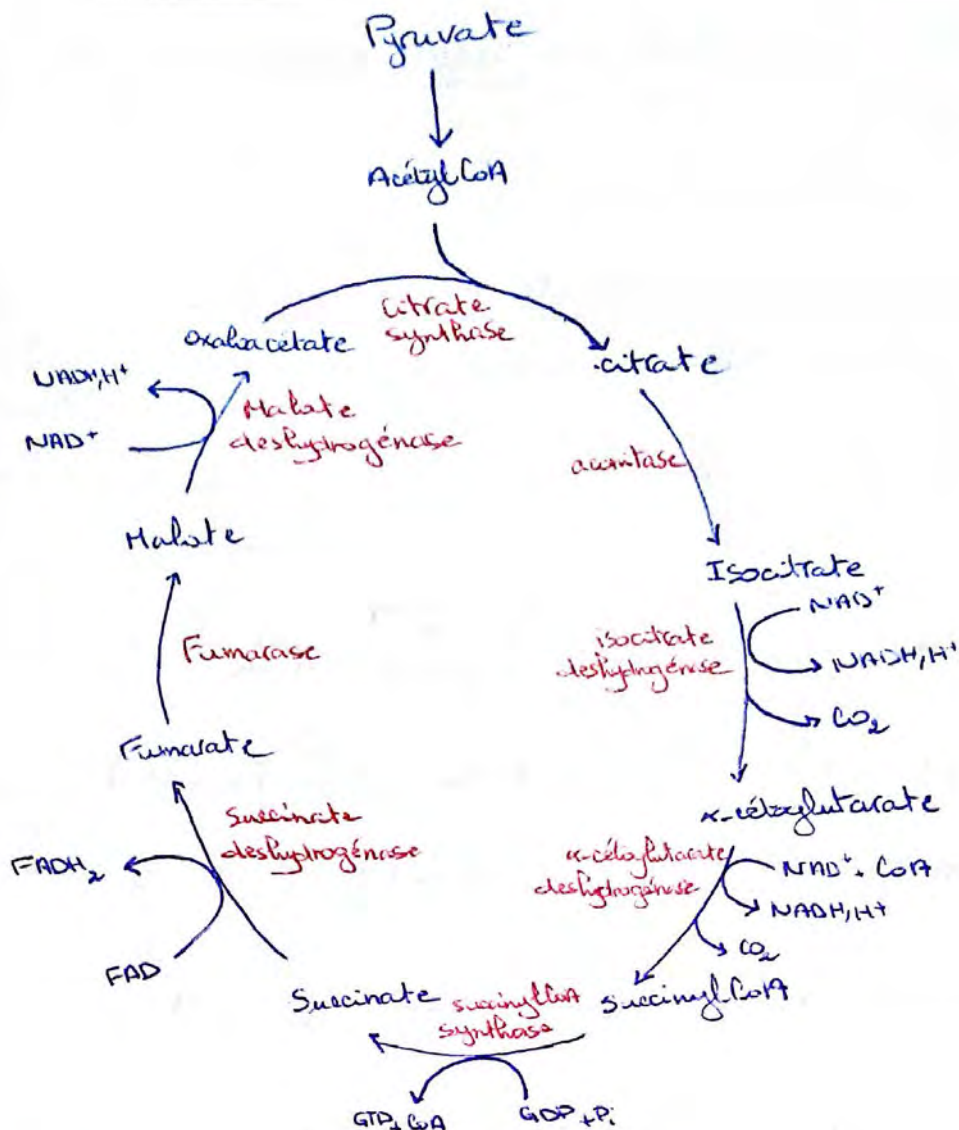 Pyruvate
AcétylCoA
Citrate
synthase
Oxaloacétate
citrate
NADH,H⁺
NAD⁺
Malate
deshydrogénase
aconitase
Malate
Isocitrate
NAD⁺
isocitrate
deshydrogénase
NADH,H⁺
CO₂
Fumarase
Fumarate
α-cétoglutarate
Succinate
deshydrogénase
α-cétoglutarate
deshydrogénase
NAD⁺ + CoA
NADH,H⁺
CO₂
FADH₂
FAD
Succinate
succinylCoA
synthase
SuccinylCoA
GTP + CoA
GDP + Pi